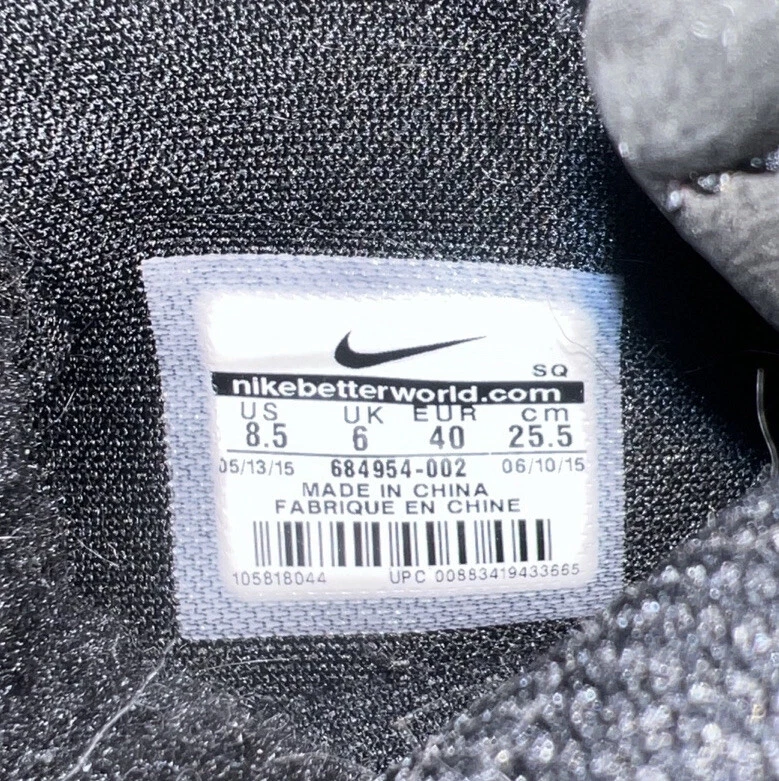 SQ
nikebetterworld.com
US UK EUR cm
8.5 6 40 25.5
05/13/15 684954-002 06/10/15
MADE IN CHINA
FABRIQUE EN CHINE
105818044 UPC 00883419433665